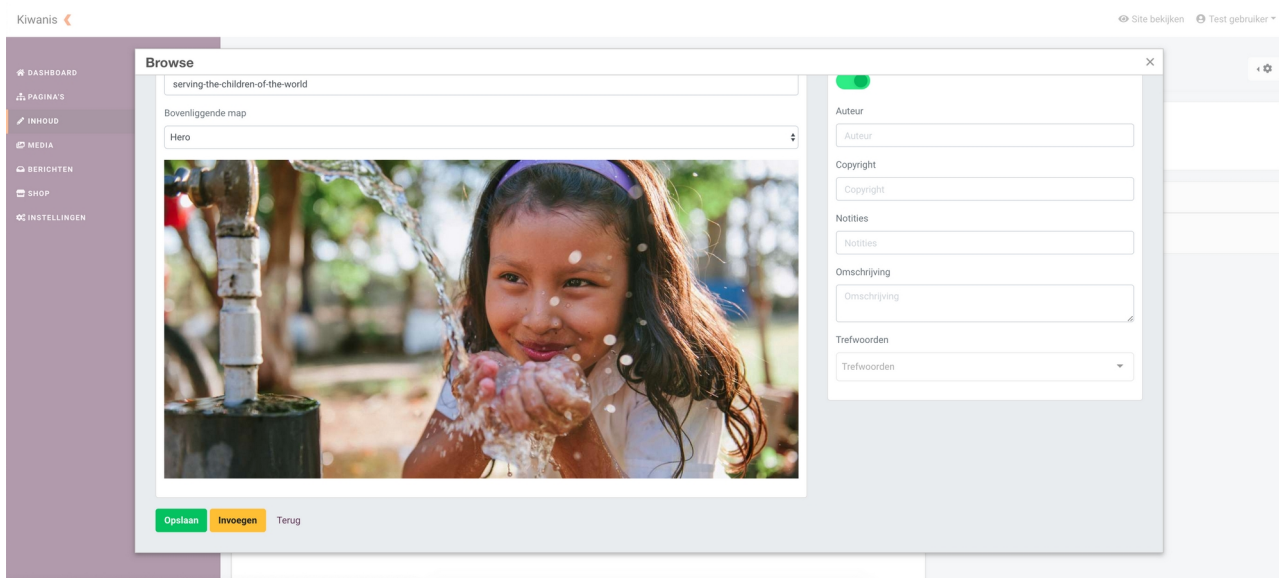 Kiwanis
Site bekijken
Test gebruiker
DASHBOARD
PAGINA'S
INHOUD
MEDIA
BERICHTEN
SHOP
INSTELLINGEN
Browse
serving-the-children-of-the-world
Bovenliggende map
Hero
Auteur
Auteur
Copyright
Copyright
Notities
Notities
Omschrijving
Omschrijving
Trefwoorden
Trefwoorden
Opslaan
Invoegen
Terug